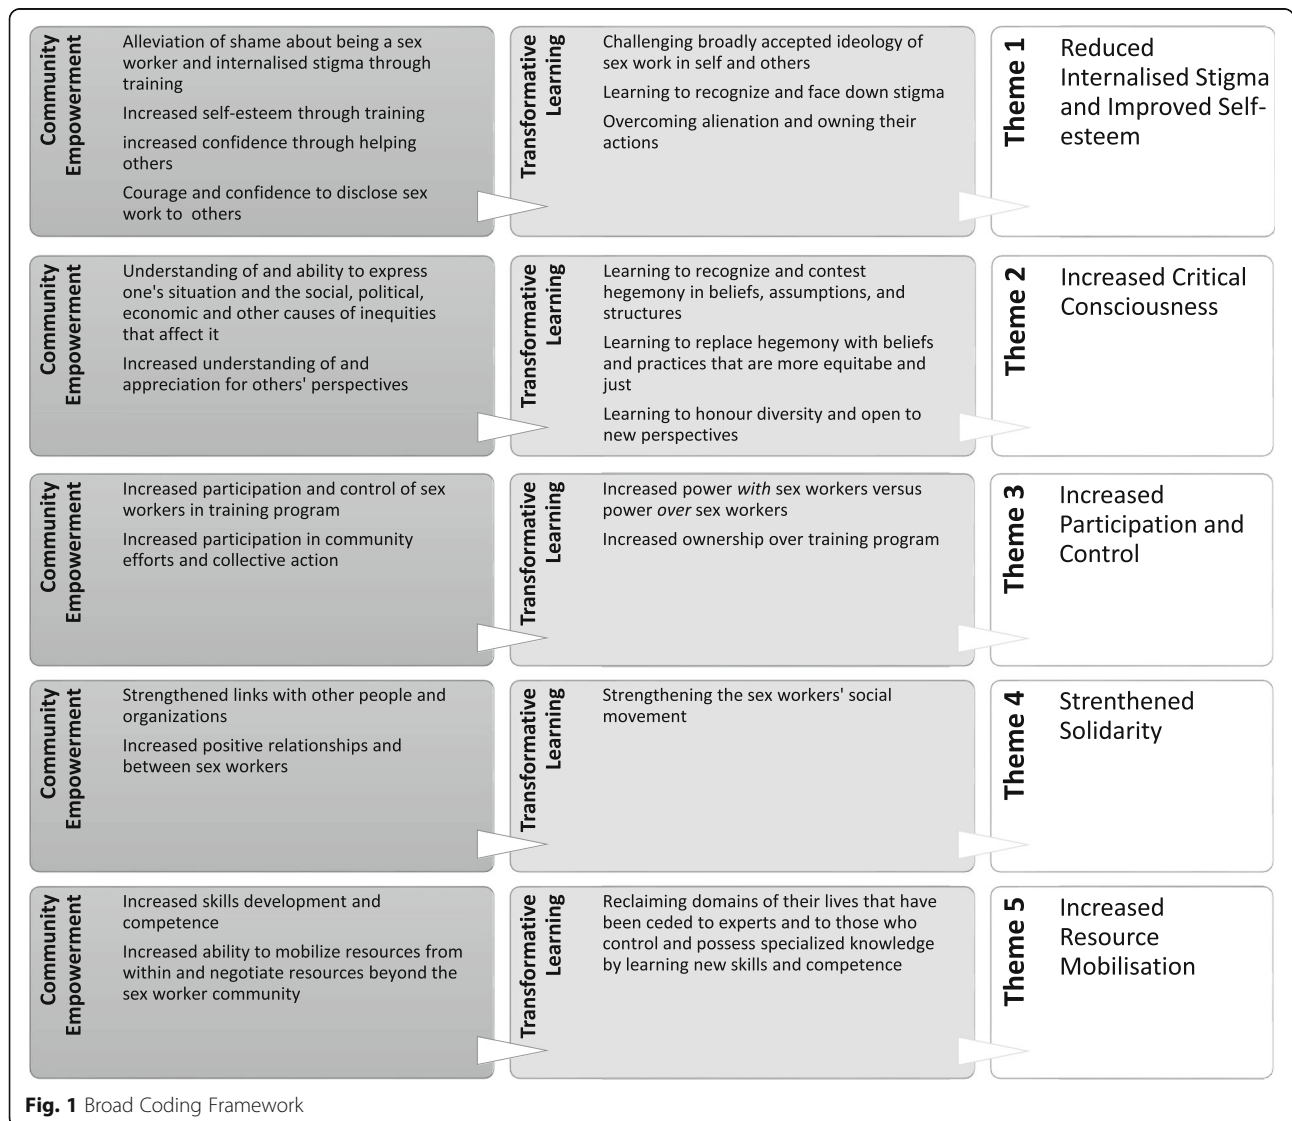 Community
Empowerment
Alleviation of shame about being a sex
worker and internalised stigma through
training
Increased self-esteem through training
increased confidence through helping
others
Courage and confidence to disclose sex
work to others
Transformative
Learning
Challenging broadly accepted ideology of
sex work in self and others
Learning to recognize and face down stigma
Overcoming alienation and owning their
actions
Theme 1
Reduced
Internalised Stigma
and Improved Self-
esteem
Community
Empowerment
Understanding of and ability to express
one's situation and the social, political,
economic and other causes of inequities
that affect it
Increased understanding of and
appreciation for others' perspectives
Transformative
Learning
Learning to recognize and contest
hegemony in beliefs, assumptions, and
structures
Learning to replace hegemony with beliefs
and practices that are more equitabe and
just
Learning to honour diversity and open to
new perspectives
Theme 2
Increased Critical
Consciousness
Community
Empowerment
Increased participation and control of sex
workers in training program
Increased participation in community
efforts and collective action
Transformative
Learning
Increased power with sex workers versus
power over sex workers
Increased ownership over training program
Theme 3
Increased
Participation and
Control
Community
Empowerment
Strengthened links with other people and
organizations
Increased positive relationships and
between sex workers
Transformative
Learning
Strengthening the sex workers' social
movement
Theme 4
Strenthened
Solidarity
Community
Empowerment
Increased skills development and
competence
Increased ability to mobilize resources from
within and negotiate resources beyond the
sex worker community
Transformative
Learning
Reclaiming domains of their lives that have
been ceded to experts and to those who
control and possess specialized knowledge
by learning new skills and competence
Theme 5
Increased
Resource
Mobilisation
Fig. 1 Broad Coding Framework